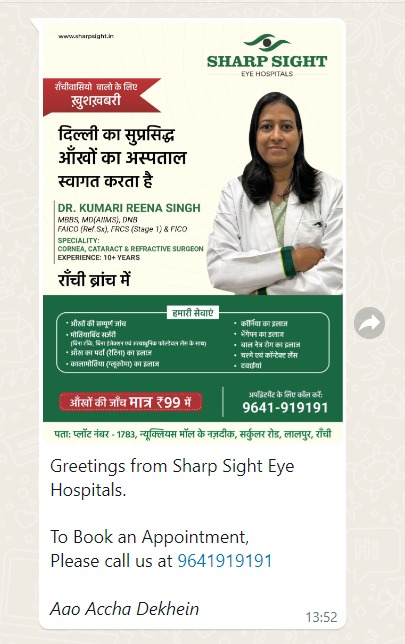 www.sharpsight.in
SHARP SIGHT
EYE HOSPITALS
राँचीवासियो वालो के लिए
ख़ुशख़बरी
दिल्ली का सुप्रसिद्ध
आँखों का अस्पताल
स्वागत करता है
DR. KUMARI REENA SINGH
MBBS, MD(AIIMS), DNB
FAICO (Ref.Sx), FRCS (Stage 1) & FICO
SPECIALITY:
CORNEA, CATARACT & REFRACTIVE SURGEON
EXPERIENCE: 10+ YEARS
राँची ब्रांच में
हमारी सेवाएं
• आँखों की सम्पूर्ण जांच
• मोतियाबिंद सर्जरी
(बिना टाँके, बिना इंजेक्शन एवं अत्याधुनिक फोल्डेबल लैंस के साथ)
• आँख का पर्दा (रेटिना) का इलाज
• कालामोतिया (ग्लूकोमा) का इलाज
• कॉर्निया का इलाज
• भेंगेपन का इलाज
• बाल नेत्र रोग का इलाज
• चश्मे एवं कॉन्टेक्ट लैंस
• दवाईयां
आँखों की जाँच मात्र ₹99 में
अपॉइंटमेंट के लिए कॉल करें:
9641-919191
पता: प्लॉट नंबर - 1783, न्यूक्लियस मॉल के नज़दीक, सर्कुलर रोड, लालपुर, राँची
Greetings from Sharp Sight Eye
Hospitals.
To Book an Appointment,
Please call us at 9641919191
Aao Accha Dekhein
13:52